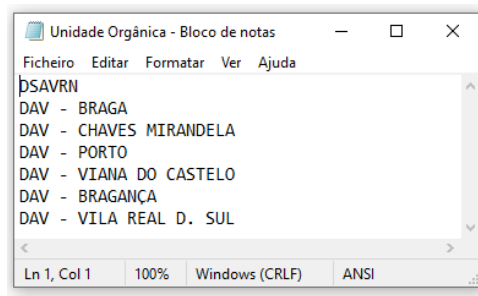 Unidade Orgânica - Bloco de notas
Ficheiro Editar Formatar Ver Ajuda
DSAVRN
DAV - BRAGA
DAV - CHAVES MIRANDELA
DAV - PORTO
DAV - VIANA DO CASTELO
DAV - BRAGANÇA
DAV - VILA REAL D. SUL
Ln 1, Col 1 100% Windows (CRLF) ANSI